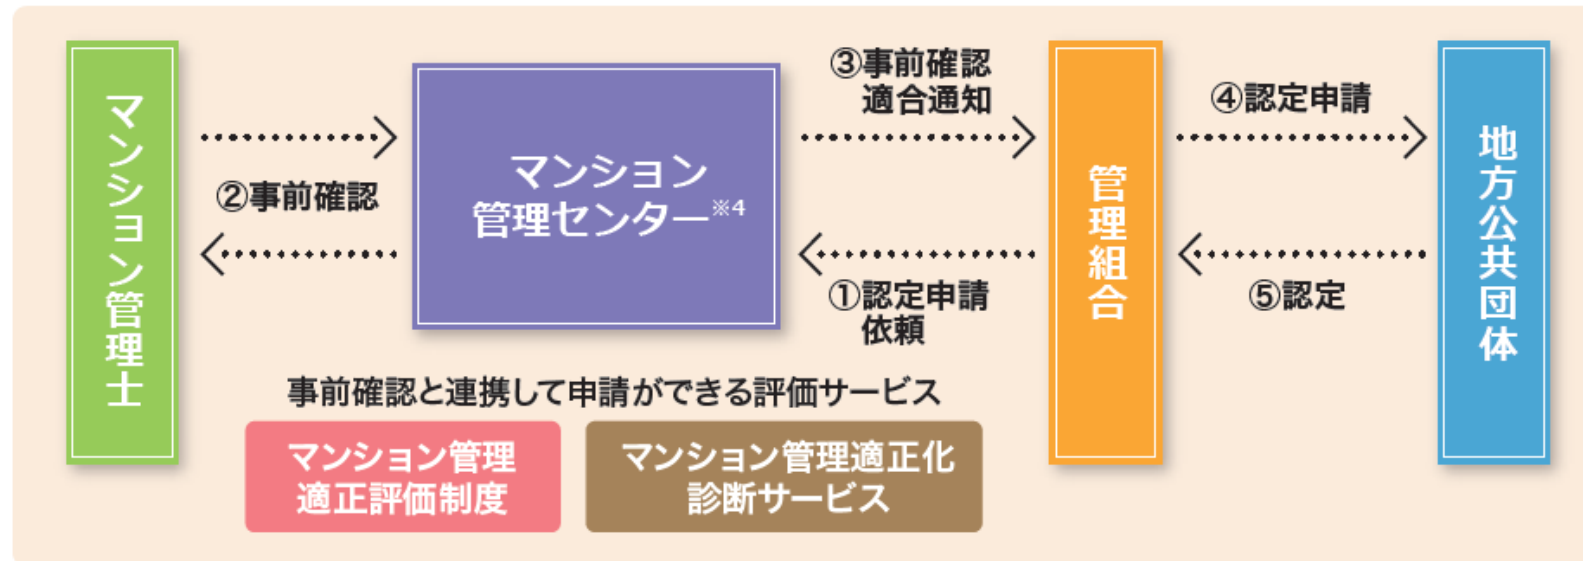 マンション管理士
②事前確認
マンション
管理センター※4
③事前確認
適合通知
①認定申請
依頼
管理組合
④認定申請
⑤認定
地方公共団体
事前確認と連携して申請ができる評価サービス
マンション管理
適正評価制度
マンション管理適正化
診断サービス